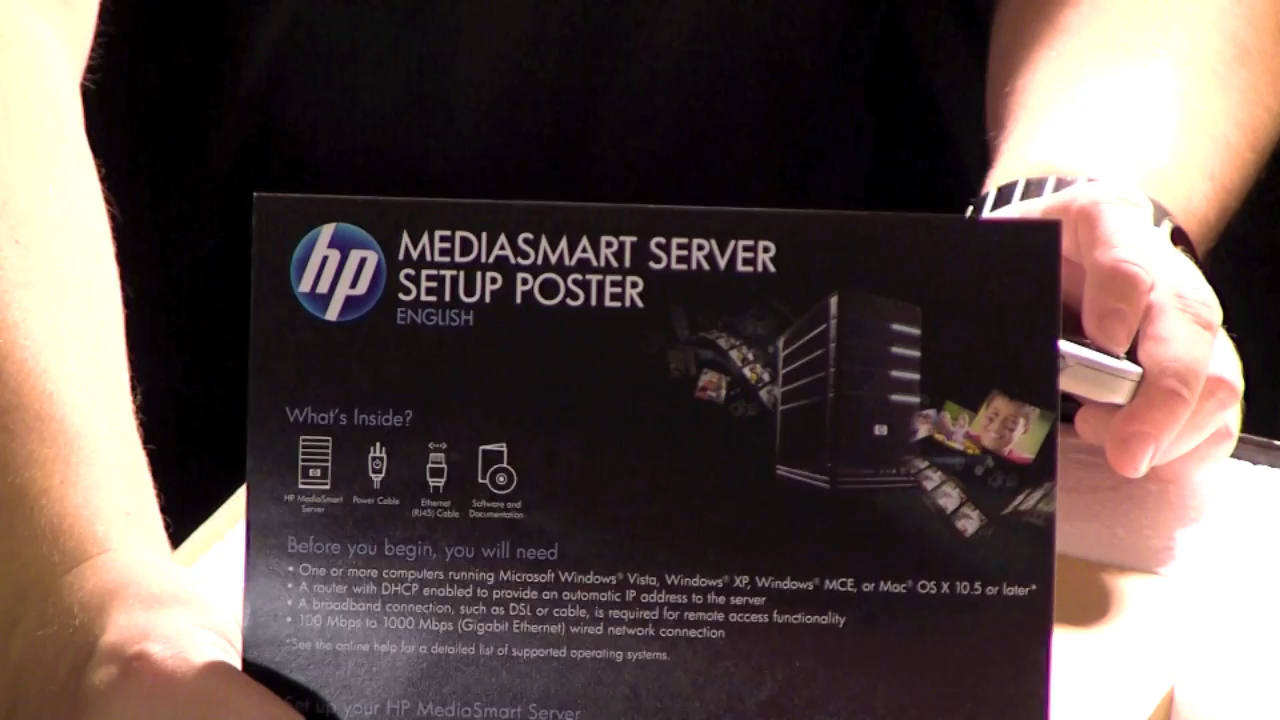 hp
MEDIASMART SERVER
SETUP POSTER
ENGLISH
What's Inside?
HP MediaSmart
Server
Power Cable
Ethernet
(RJ45) Cable
Software and
Documentation
Before you begin, you will need
• One or more computers running Microsoft Windows® Vista, Windows® XP, Windows® MCE, or Mac® OS X 10.5 or later*
• A router with DHCP enabled to provide an automatic IP address to the server
• A broadband connection, such as DSL or cable, is required for remote access functionality
• 100 Mbps to 1000 Mbps (Gigabit Ethernet) wired network connection
*See the online help for a detailed list of supported operating systems.
up your HP MediaSmart Server